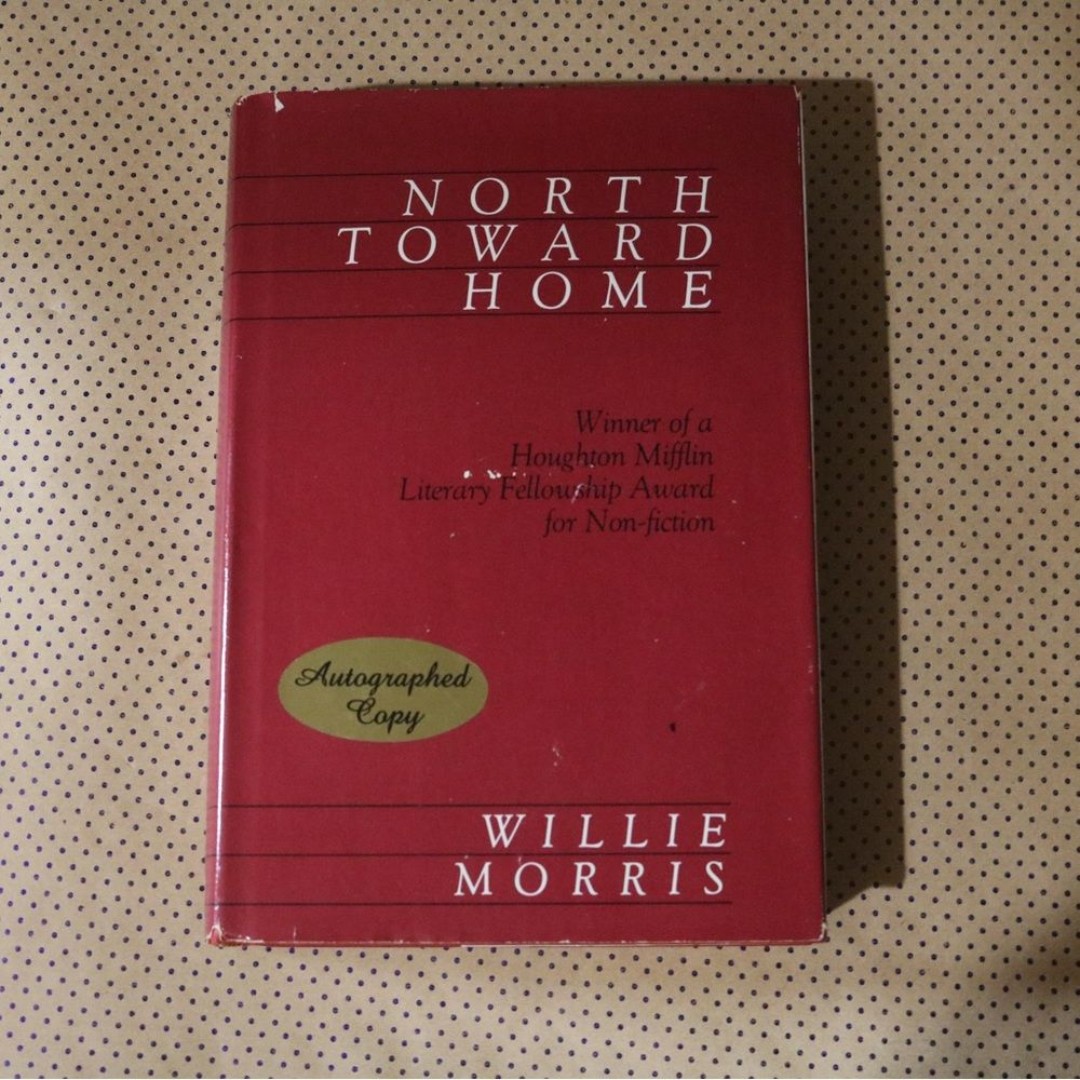 NORTH
TOWARD
HOME
Winner of a
Houghton Mifflin
Literary Fellowship Award
for Non-fiction
Autographed
Copy
WILLIE
MORRIS